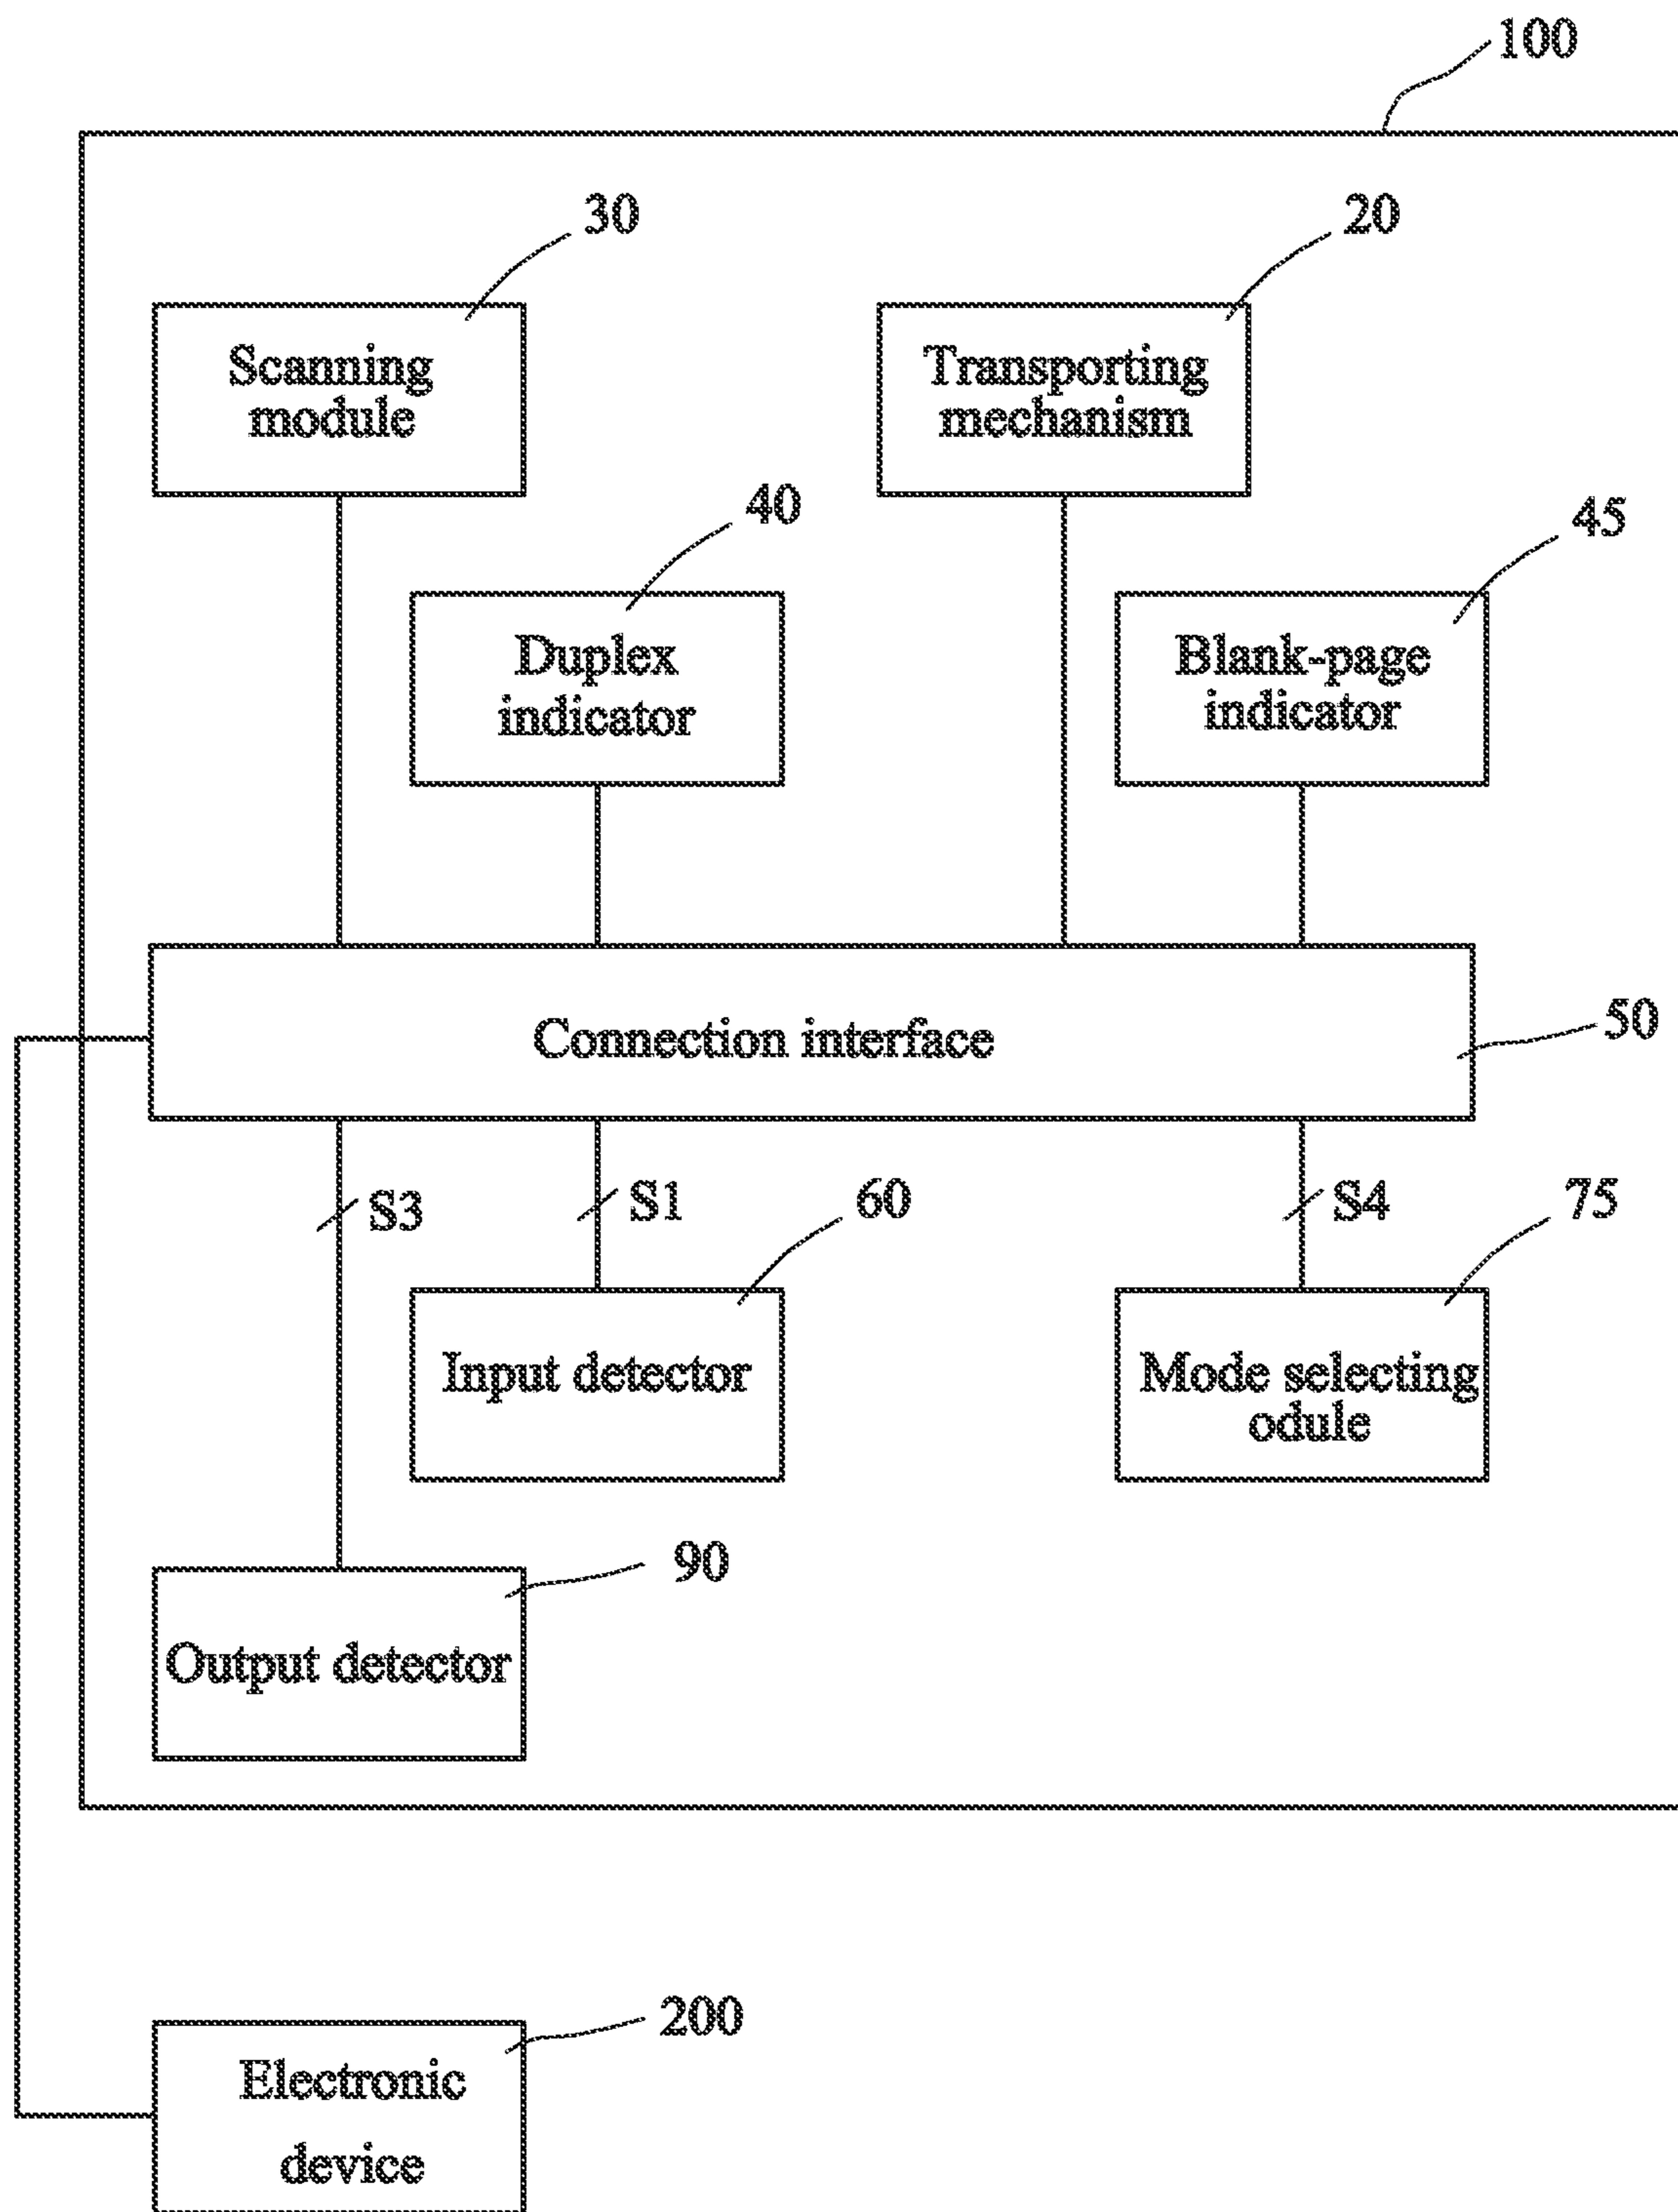 100
30
20
Scanning
module
Transporting
mechanism
40
45
Duplex
indicator
Blank-page
indicator
Connection interface
50
S3
S1
60
S4
75
Input detector
Mode selecting
odule
90
Output detector
200
Electronic
device